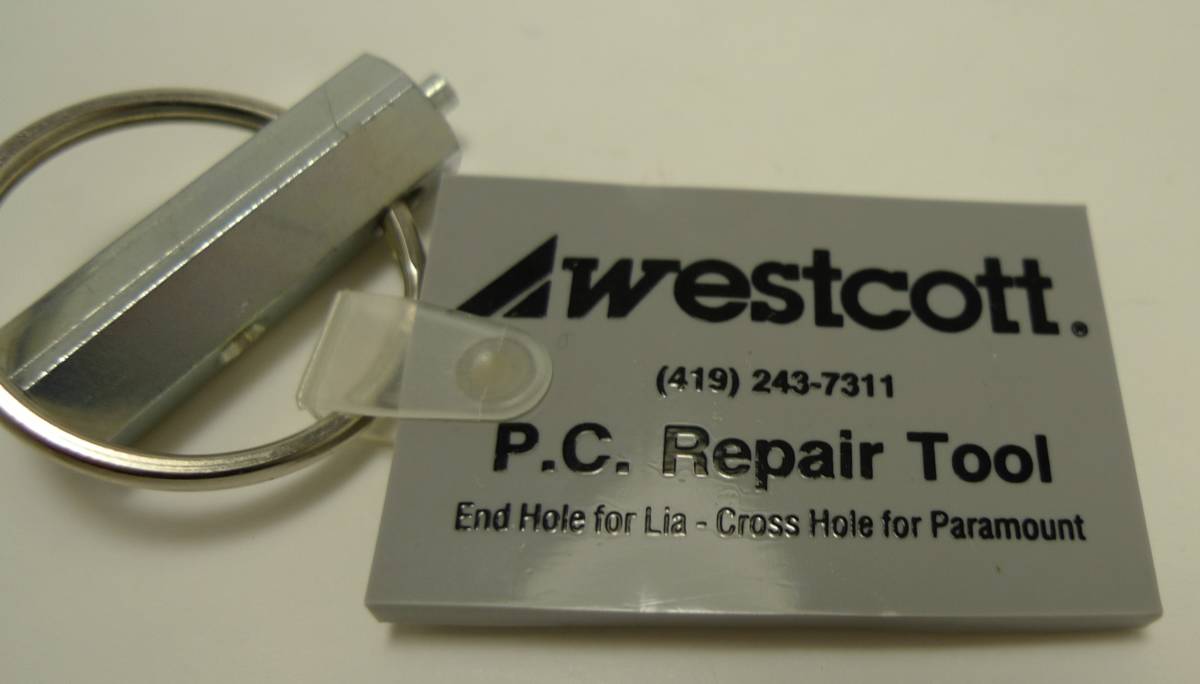 westcott®
(419) 243-7311
P.C. Repair Tool
End Hole for Lia - Cross Hole for Paramount